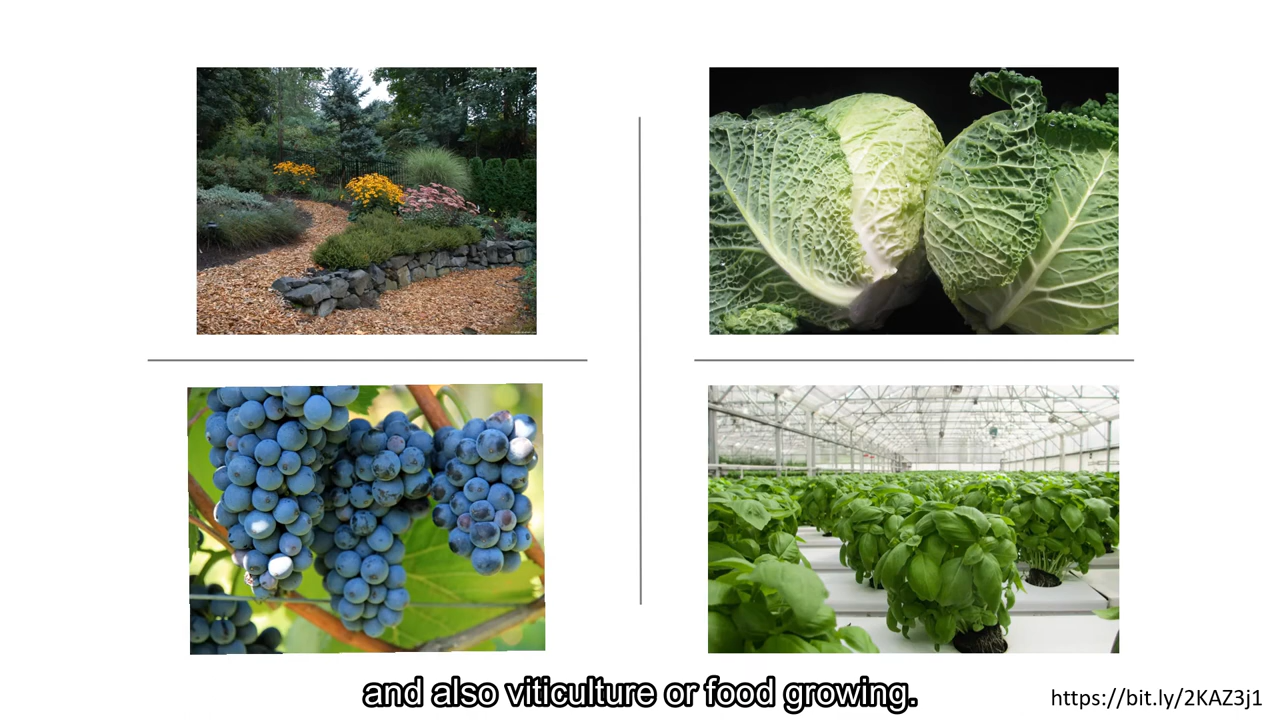 and also viticulture or food growing.
https://bit.ly/2KAZ3j1